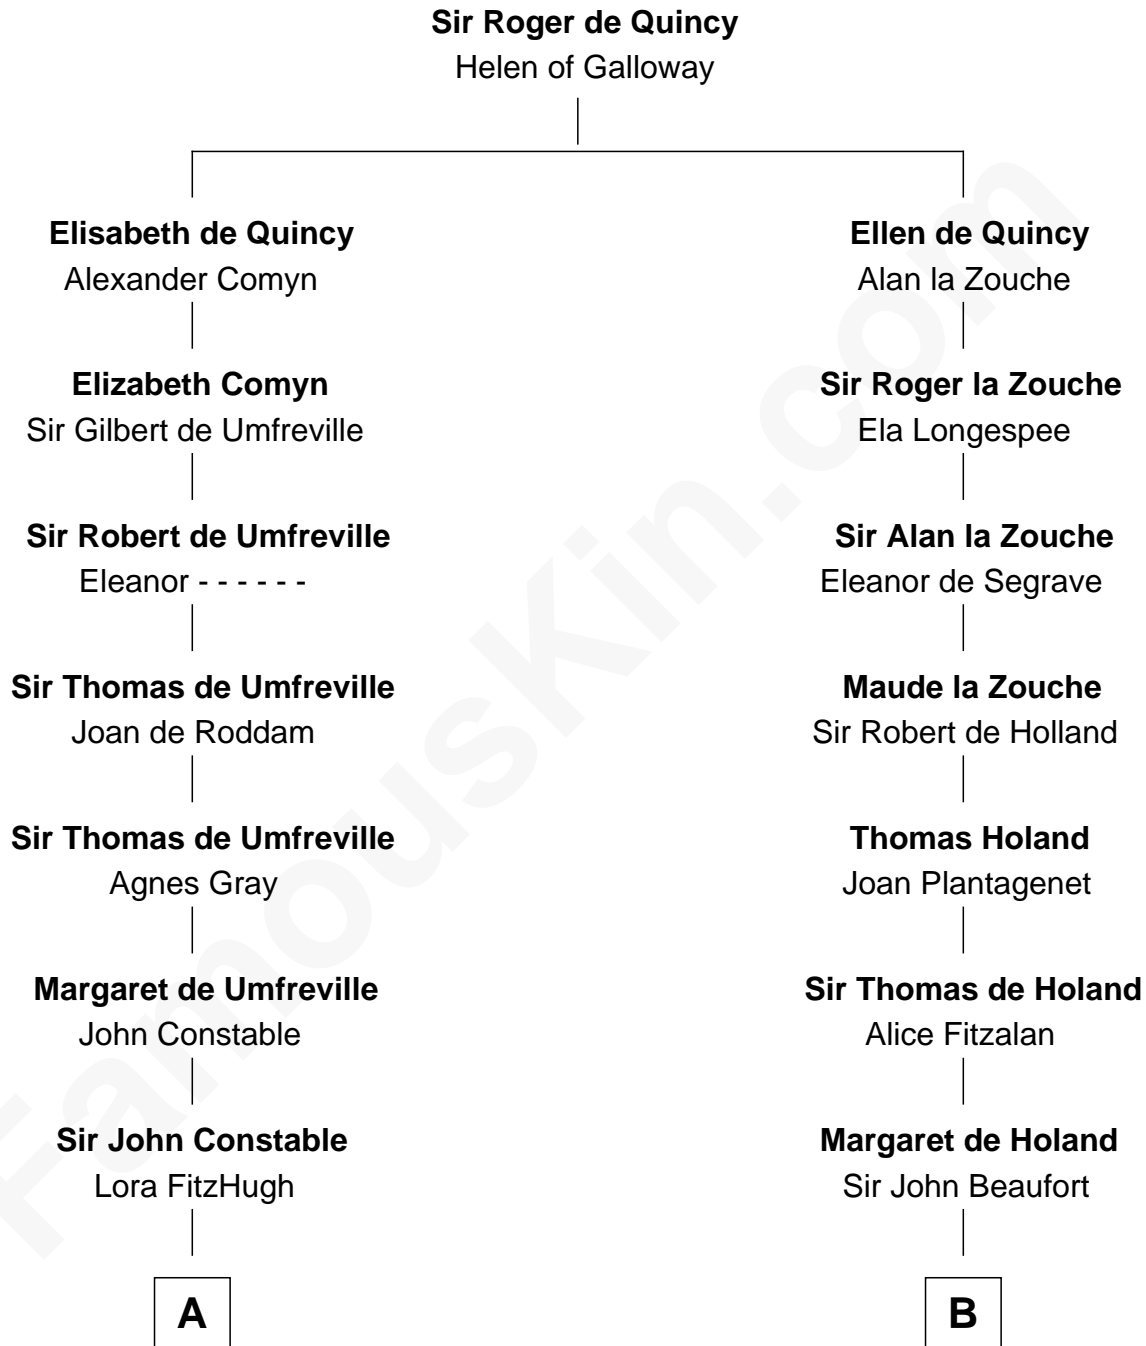 Sir Roger de Quincy
Helen of Galloway
Elisabeth de Quincy
Alexander Comyn
Ellen de Quincy
Alan la Zouche
Elizabeth Comyn
Sir Gilbert de Umfreville
Sir Roger la Zouche
Ela Longespee
Sir Robert de Umfreville
Eleanor - - - - - -
Sir Alan la Zouche
Eleanor de Segrave
Sir Thomas de Umfreville
Joan de Roddam
Maude la Zouche
Sir Robert de Holland
Sir Thomas de Umfreville
Agnes Gray
Thomas Holand
Joan Plantagenet
Margaret de Umfreville
John Constable
Sir Thomas de Holand
Alice Fitzalan
Sir John Constable
Lora FitzHugh
Margaret de Holand
Sir John Beaufort
A
B
FamousKin.com